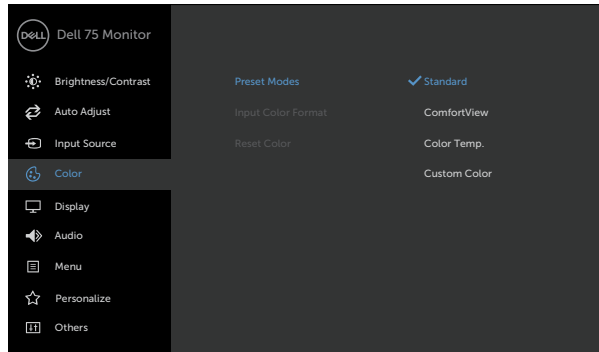 DELL Dell 75 Monitor
Brightness/Contrast
Auto Adjust
Input Source
Color
Display
Audio
Menu
Personalize
Others
Preset Modes
Input Color Format
Reset Color
Standard
ComfortView
Color Temp.
Custom Color